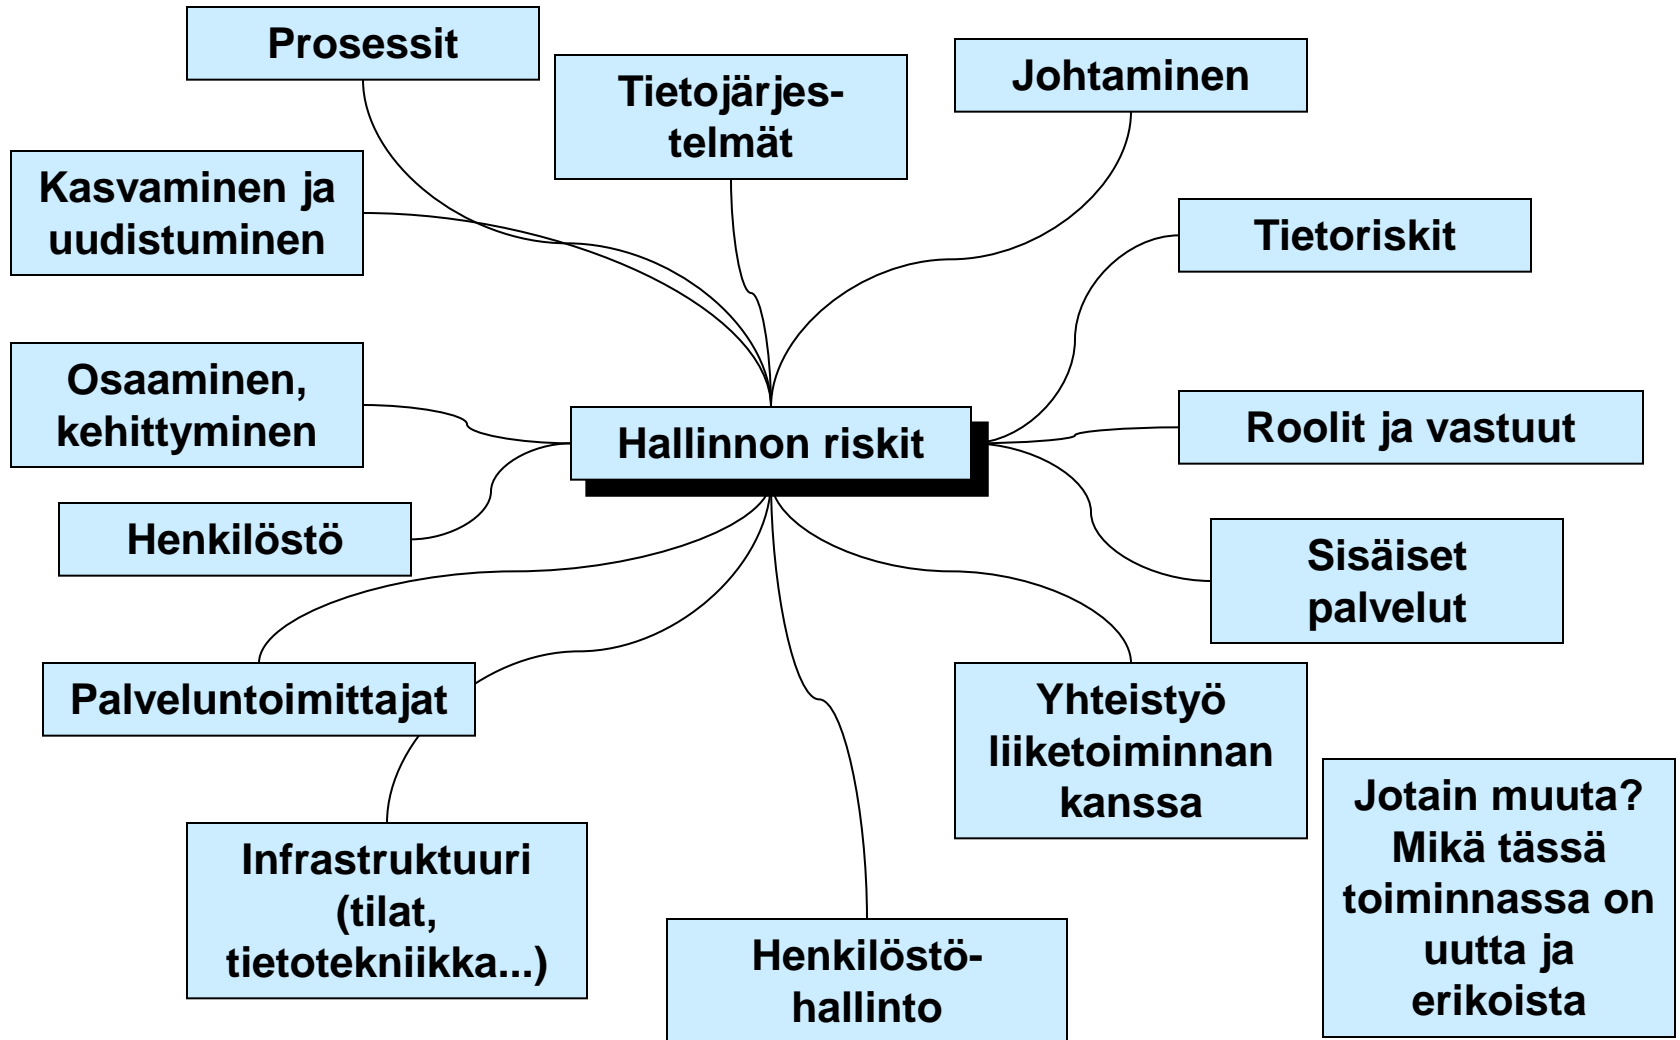 Prosessit
Tietojärjes-
telmät
Johtaminen
Kasvaminen ja
uudistuminen
Tietoriskit
Osaaminen,
kehittyminen
Hallinnon riskit
Roolit ja vastuut
Henkilöstö
Sisäiset
palvelut
Palveluntoimittajat
Yhteistyö
liiketoiminnan
kanssa
Jotain muuta?
Mikä tässä
toiminnassa on
uutta ja
erikoista
Infrastruktuuri
(tilat,
tietotekniikka...)
Henkilöstö-
hallinto